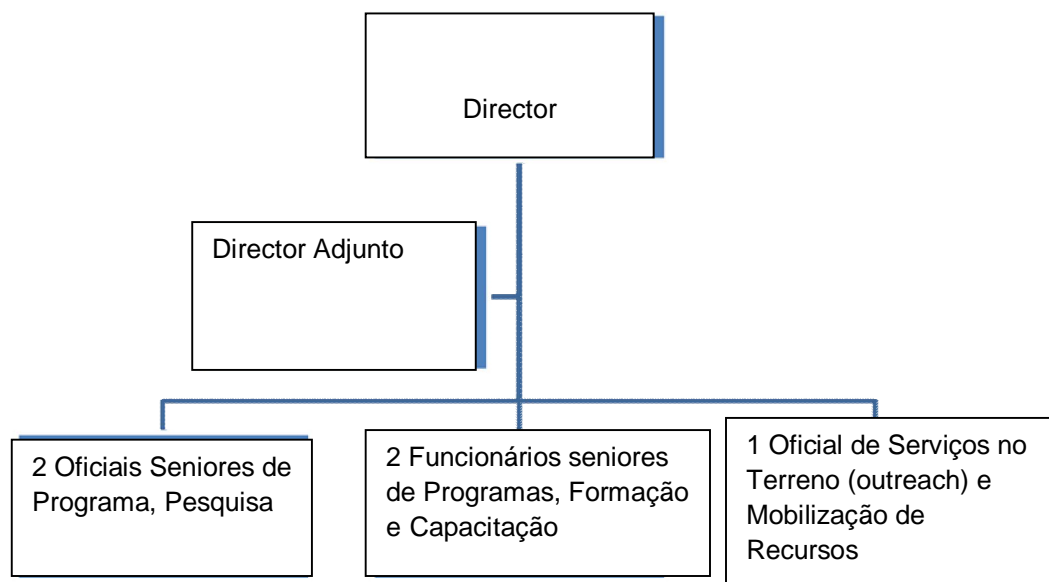 Director
Director Adjunto
2 Oficiais Seniores de
Programa, Pesquisa
2 Funcionários seniores
de Programas, Formação
e Capacitação
1 Oficial de Serviços no
Terreno (outreach) e
Mobilização de
Recursos